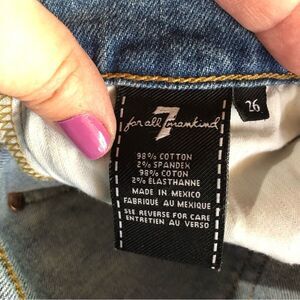 7
for all mankind
26
98% COTTON
2% SPANDEX
98% COTON
2% ÉLASTHANNE
MADE IN MEXICO
FABRIQUÉ AU MEXIQUE
SEE REVERSE FOR CARE
ENTRETIEN AU VERSO